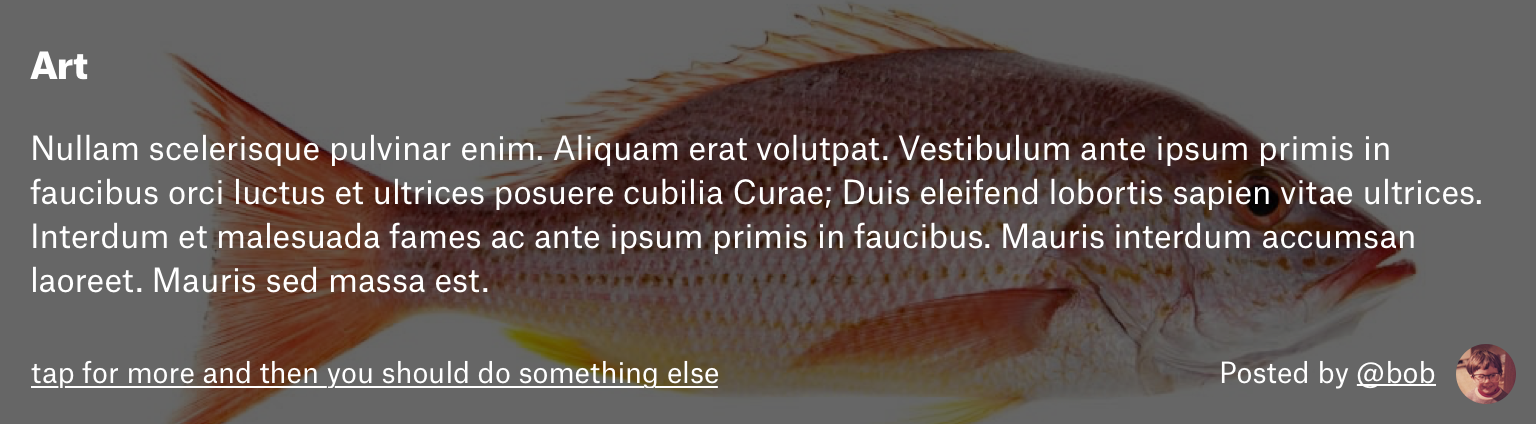 Art
Nullam scelerisque pulvinar enim. Aliquam erat volutpat. Vestibulum ante ipsum primis in
faucibus orci luctus et ultrices posuere cubilia Curae; Duis eleifend lobortis sapien vitae ultrices.
Interdum et malesuada fames ac ante ipsum primis in faucibus. Mauris interdum accumsan
laoreet. Mauris sed massa est.
tap for more and then you should do something else
Posted by @bob